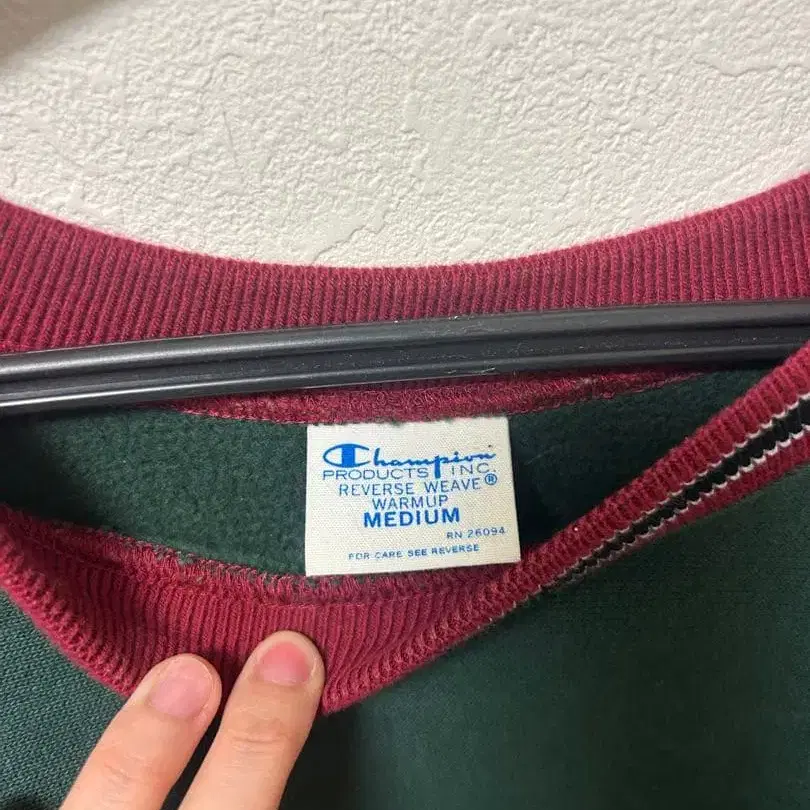 Champion
PRODUCTS INC.
REVERSE WEAVE®
WARMUP
MEDIUM
RN 26094
FOR CARE SEE REVERSE